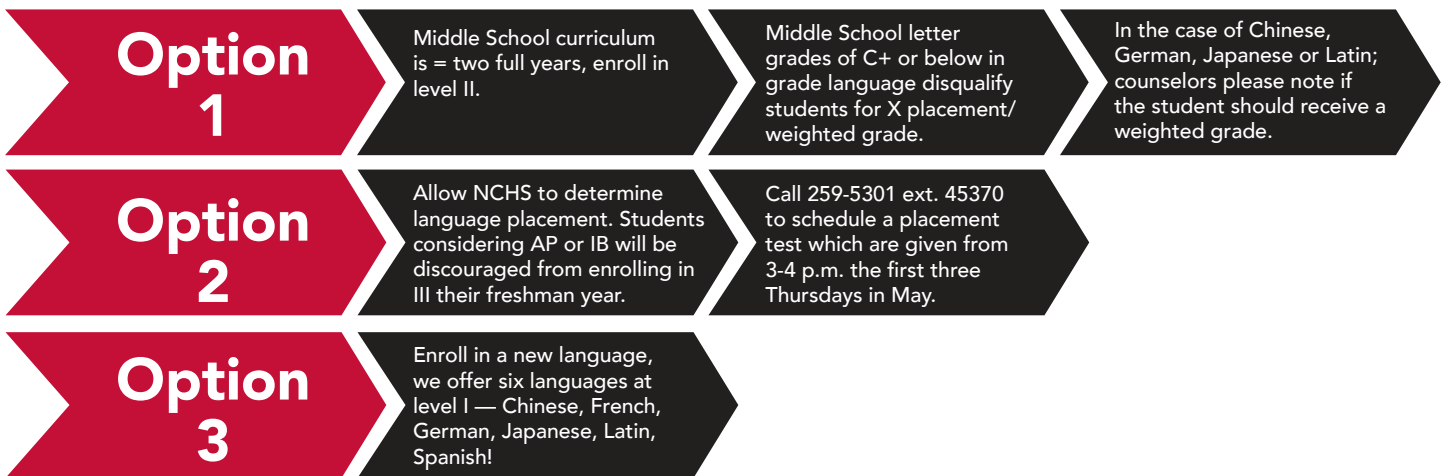 Option
1
Middle School curriculum
is = two full years, enroll in
level II.
Middle School letter
grades of C+ or below in
grade language disqualify
students for X placement/
weighted grade.
In the case of Chinese,
German, Japanese or Latin;
counselors please note if
the student should receive a
weighted grade.
Option
2
Allow NCHS to determine
language placement. Students
considering AP or IB will be
discouraged from enrolling in
III their freshman year.
Call 259-5301 ext. 45370
to schedule a placement
test which are given from
3-4 p.m. the first three
Thursdays in May.
Option
3
Enroll in a new language,
we offer six languages at
level I — Chinese, French,
German, Japanese, Latin,
Spanish!